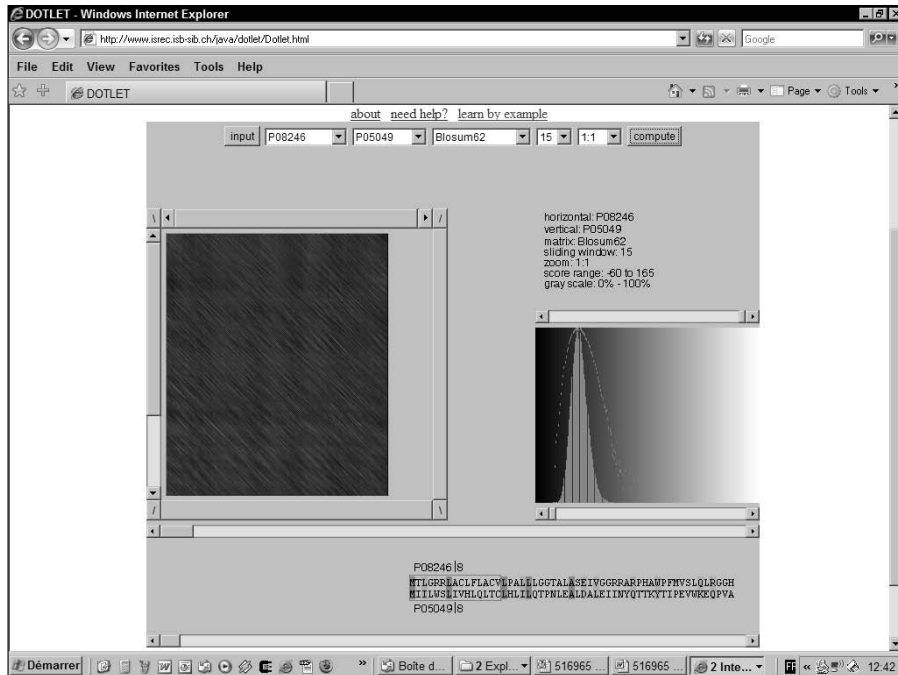 DOTLET - Windows Internet Explorer
http://www.isrec.isb-sib.ch/java/dotlet/Dotlet.html
Google
File Edit View Favorites Tools Help
DOTLET
Page Tools
about need help? learn by example
input P08246 P05049 Blosum62 15 1:1 compute
\ /
horizontal: P08246
vertical: P05049
matrix: Blosum62
sliding window: 15
zoom: 1:1
score range: -60 to 165
gray scale: 0% - 100%
/ \
P08246|8
MTLGRRLACLFLACVLPALLLGGTALASEIVGGRRARPHAWPFMVSLQLRGGH
MIILWSLIVHLQLTCLHLILQTPNLEALDALEIINYQTTKYTIPEVWKEQPVA
P05049|8
Démarrer » Boîte d... 2 Expl... 516965 ... 516965 ... 2 Inte... « 12:42